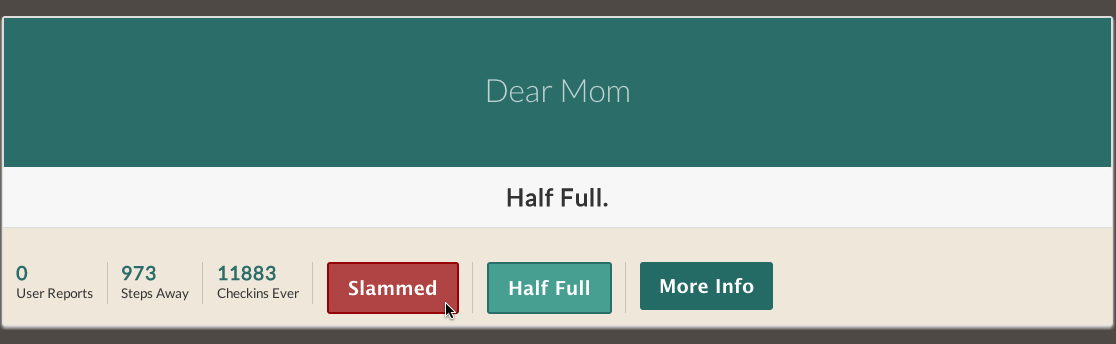 Dear Mom
Half Full.
0
User Reports
973
Steps Away
11883
Checkins Ever
Slammed
Half Full
More Info